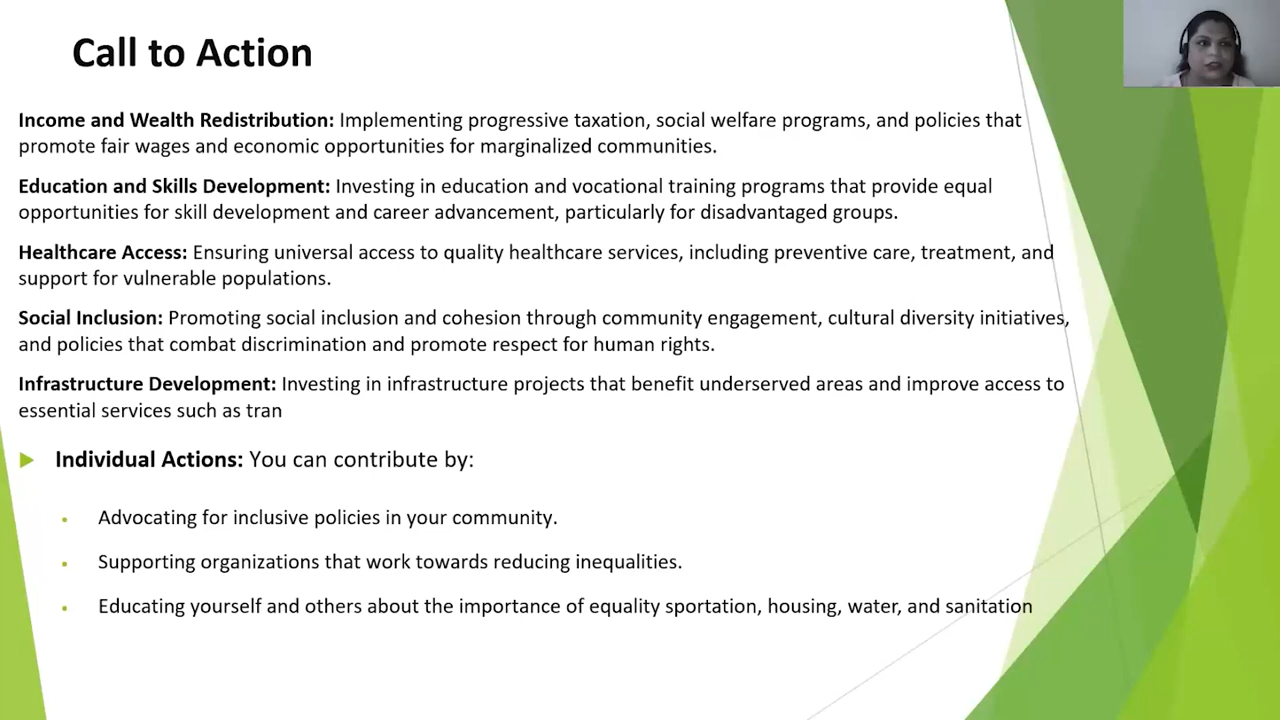 Call to Action
Income and Wealth Redistribution: Implementing progressive taxation, social welfare programs, and policies that
promote fair wages and economic opportunities for marginalized communities.
Education and Skills Development: Investing in education and vocational training programs that provide equal
opportunities for skill development and career advancement, particularly for disadvantaged groups.
Healthcare Access: Ensuring universal access to quality healthcare services, including preventive care, treatment, and
support for vulnerable populations.
Social Inclusion: Promoting social inclusion and cohesion through community engagement, cultural diversity initiatives,
and policies that combat discrimination and promote respect for human rights.
Infrastructure Development: Investing in infrastructure projects that benefit underserved areas and improve access to
essential services such as tran
Individual Actions: You can contribute by:
Advocating for inclusive policies in your community.
Supporting organizations that work towards reducing inequalities.
Educating yourself and others about the importance of equality sportation, housing, water, and sanitation